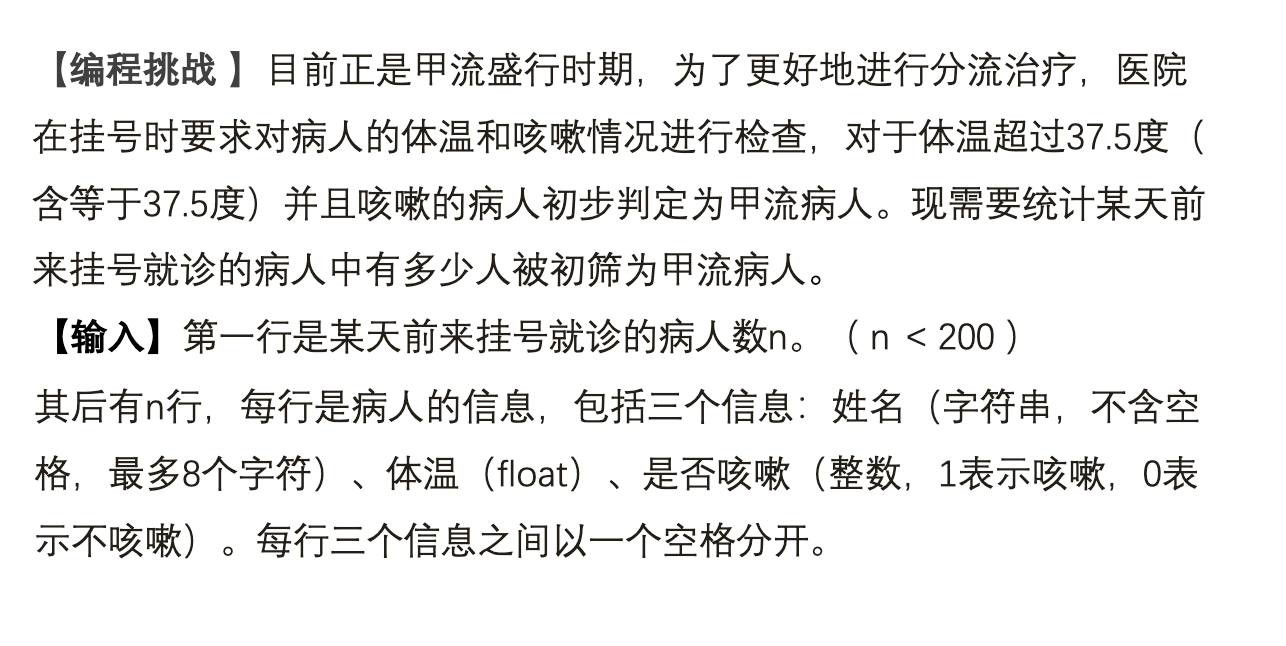 【编程挑战 】目前正是甲流盛行时期，为了更好地进行分流治疗，医院
在挂号时要求对病人的体温和咳嗽情况进行检查，对于体温超过37.5度（
含等于37.5度）并且咳嗽的病人初步判定为甲流病人。现需要统计某天前
来挂号就诊的病人中有多少人被初筛为甲流病人。
【输入】第一行是某天前来挂号就诊的病人数n。（ n < 200 ）
其后有n行，每行是病人的信息，包括三个信息：姓名（字符串，不含空
格，最多8个字符）、体温（float）、是否咳嗽（整数，1表示咳嗽，0表
示不咳嗽）。每行三个信息之间以一个空格分开。